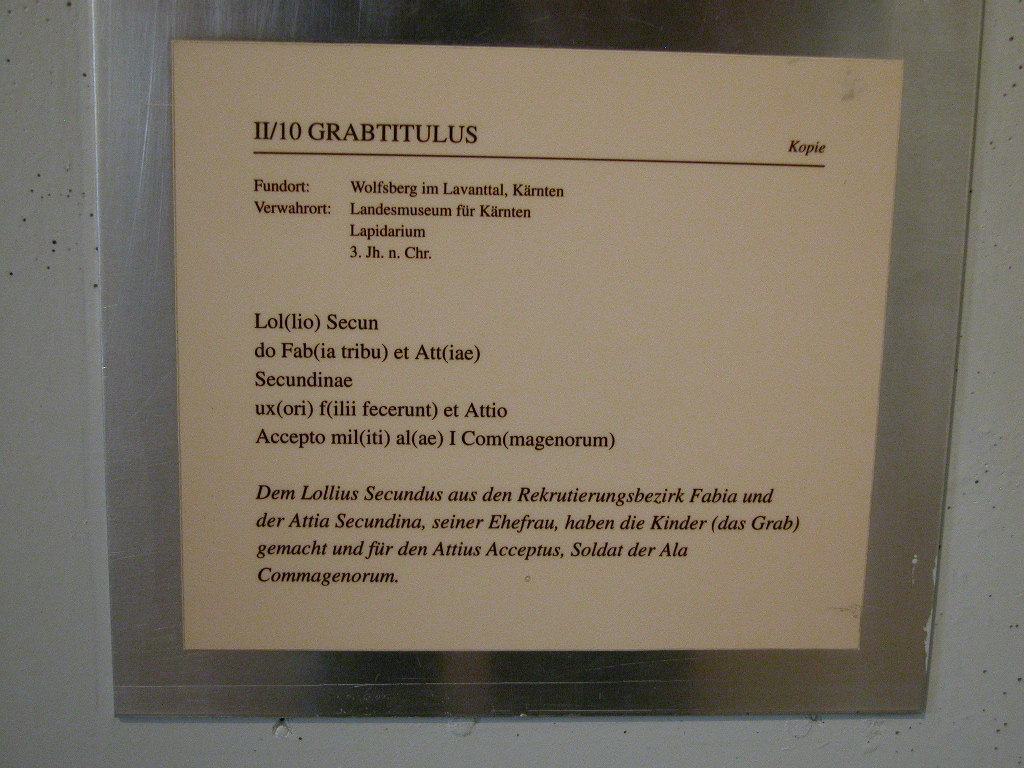 II/10 GRABTITULUS Kopie
Fundort: Wolfsberg im Lavanttal, Kärnten
Verwahrort: Landesmuseum für Kärnten
Lapidarium
3. Jh. n. Chr.
Lol(lio) Secun
do Fab(ia tribu) et Att(iae)
Secundinae
ux(ori) f(ilii fecerunt) et Attio
Accepto mil(iti) al(ae) I Com(magenorum)
Dem Lollius Secundus aus den Rekrutierungsbezirk Fabia und
der Attia Secundina, seiner Ehefrau, haben die Kinder (das Grab)
gemacht und für den Attius Acceptus, Soldat der Ala
Commagenorum.